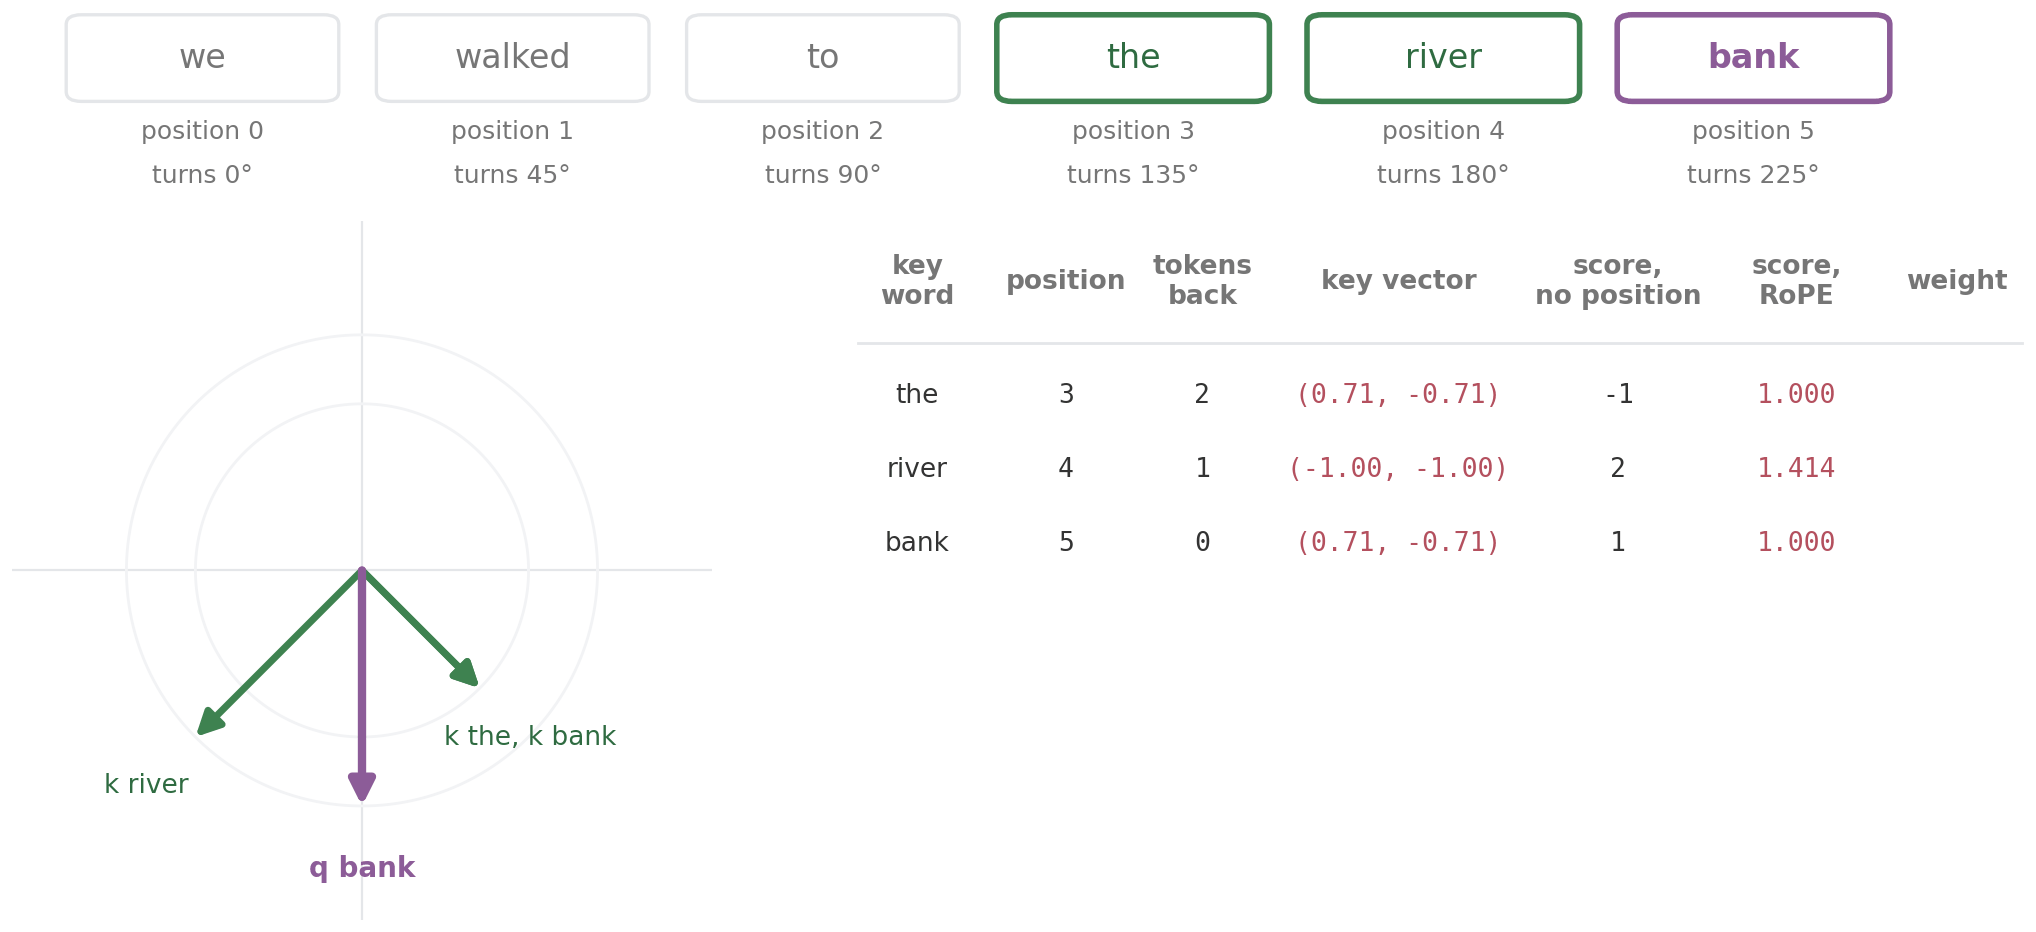 we walked to the river bank
position 0 position 1 position 2 position 3 position 4 position 5
turns 0° turns 45° turns 90° turns 135° turns 180° turns 225°
key word position tokens back key vector score, no position score, RoPE weight
the 3 2 (0.71, -0.71) -1 1.000
river 4 1 (-1.00, -1.00) 2 1.414
bank 5 0 (0.71, -0.71) 1 1.000
k the, k bank
k river
q bank